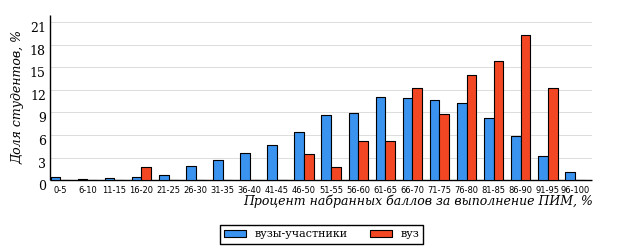 Доля студентов, %
21
18
15
12
9
6
3
0
0-5 6-10 11-15 16-20 21-25 26-30 31-35 36-40 41-45 46-50 51-55 56-60 61-65 66-70 71-75 76-80 81-85 86-90 91-95 96-100
Процент набранных баллов за выполнение ПИМ, %
вузы-участники вуз